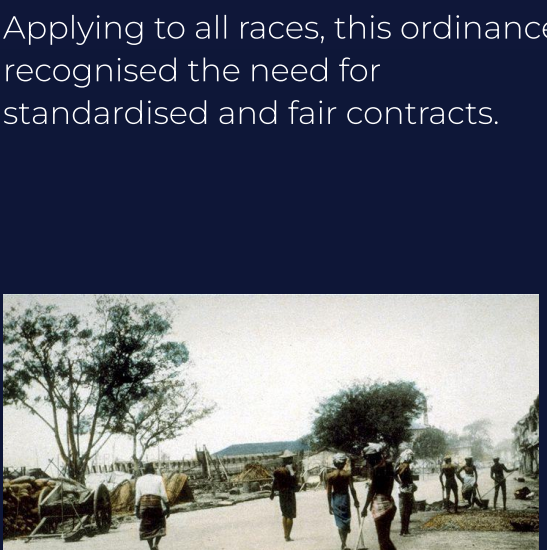 Applying to all races, this ordinance
recognised the need for
standardised and fair contracts.